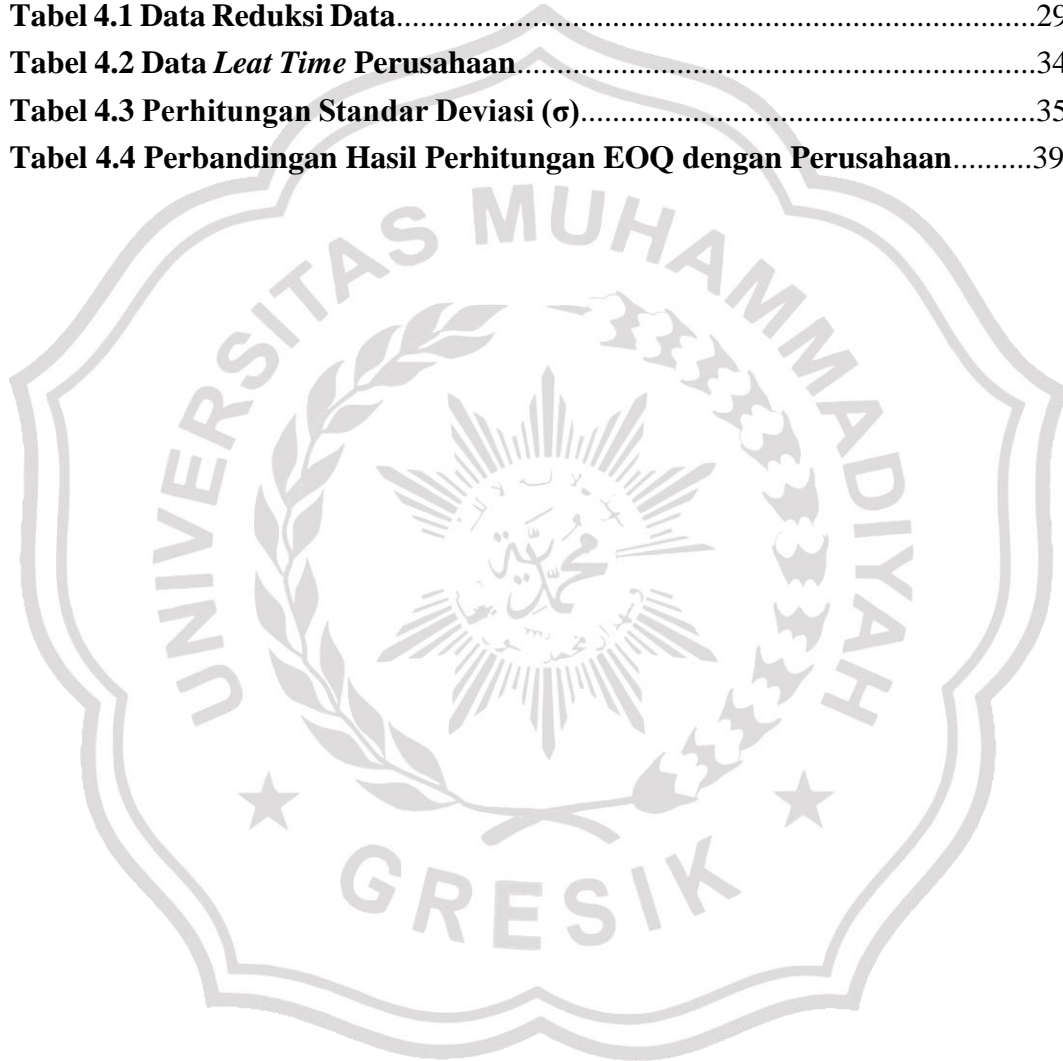 Tabel 4.1 Data Reduksi Data.....................................................................................29
Tabel 4.2 Data Leat Time Perusahaan.....................................................................34
Tabel 4.3 Perhitungan Standar Deviasi (σ).............................................................35
Tabel 4.4 Perbandingan Hasil Perhitungan EOQ dengan Perusahaan..........39
UNIVERSITAS MUHAMMADIYAH
GRESIK